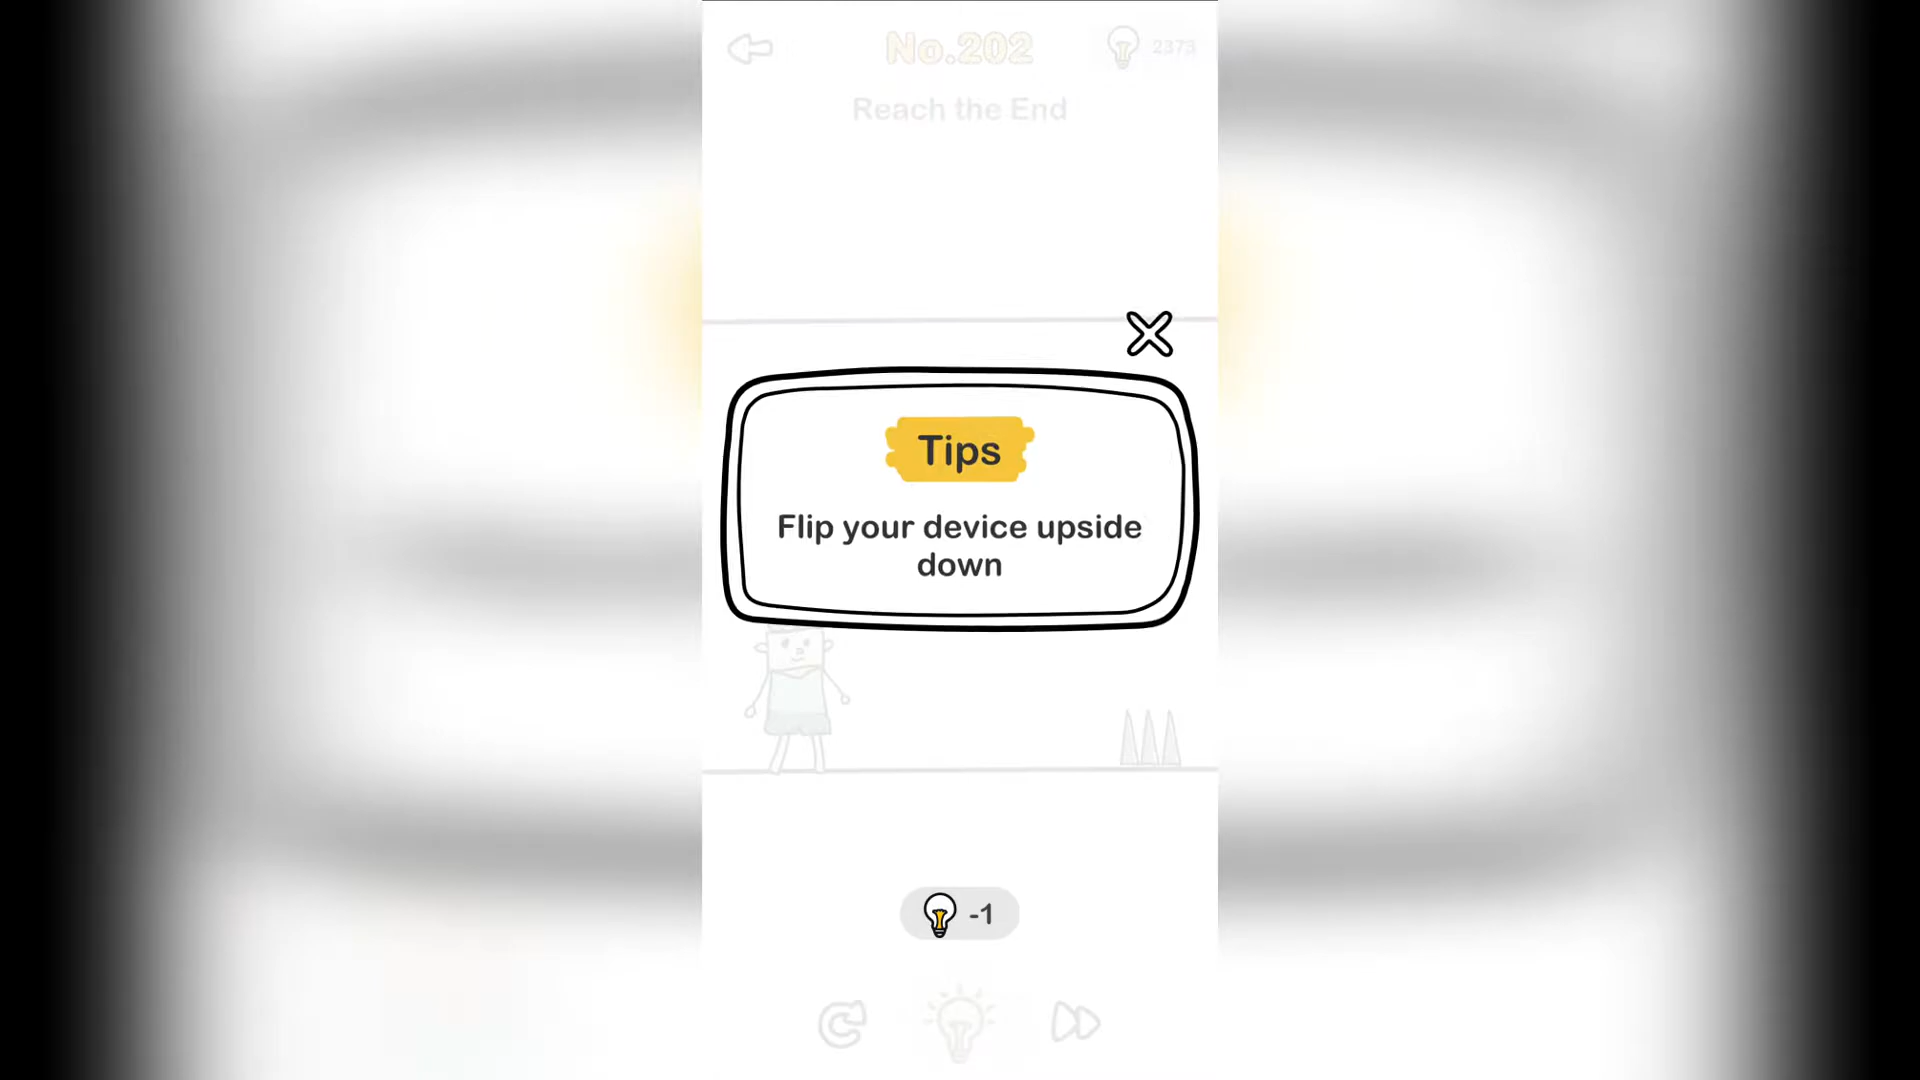 No.202
2373
Reach the End
Tips
Flip your device upside
down
-1